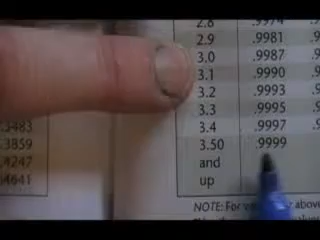 2.8 .9974
2.9 .9981
3.0 .9987
3.1 .9990
3.2 .9993
.3483 3.3 .9995
.3859 3.4 .9997
.4247 3.50 .9999
.4641 and
up
NOTE: For above